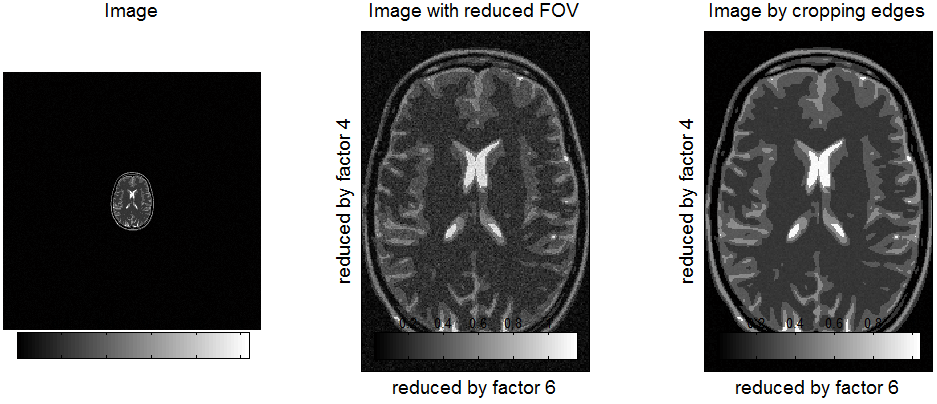 Image
Image with reduced FOV
Image by cropping edges
reduced by factor 4
reduced by factor 4
0.2 0.4 0.6 0.8
0.2 0.4 0.6 0.8
reduced by factor 6
reduced by factor 6